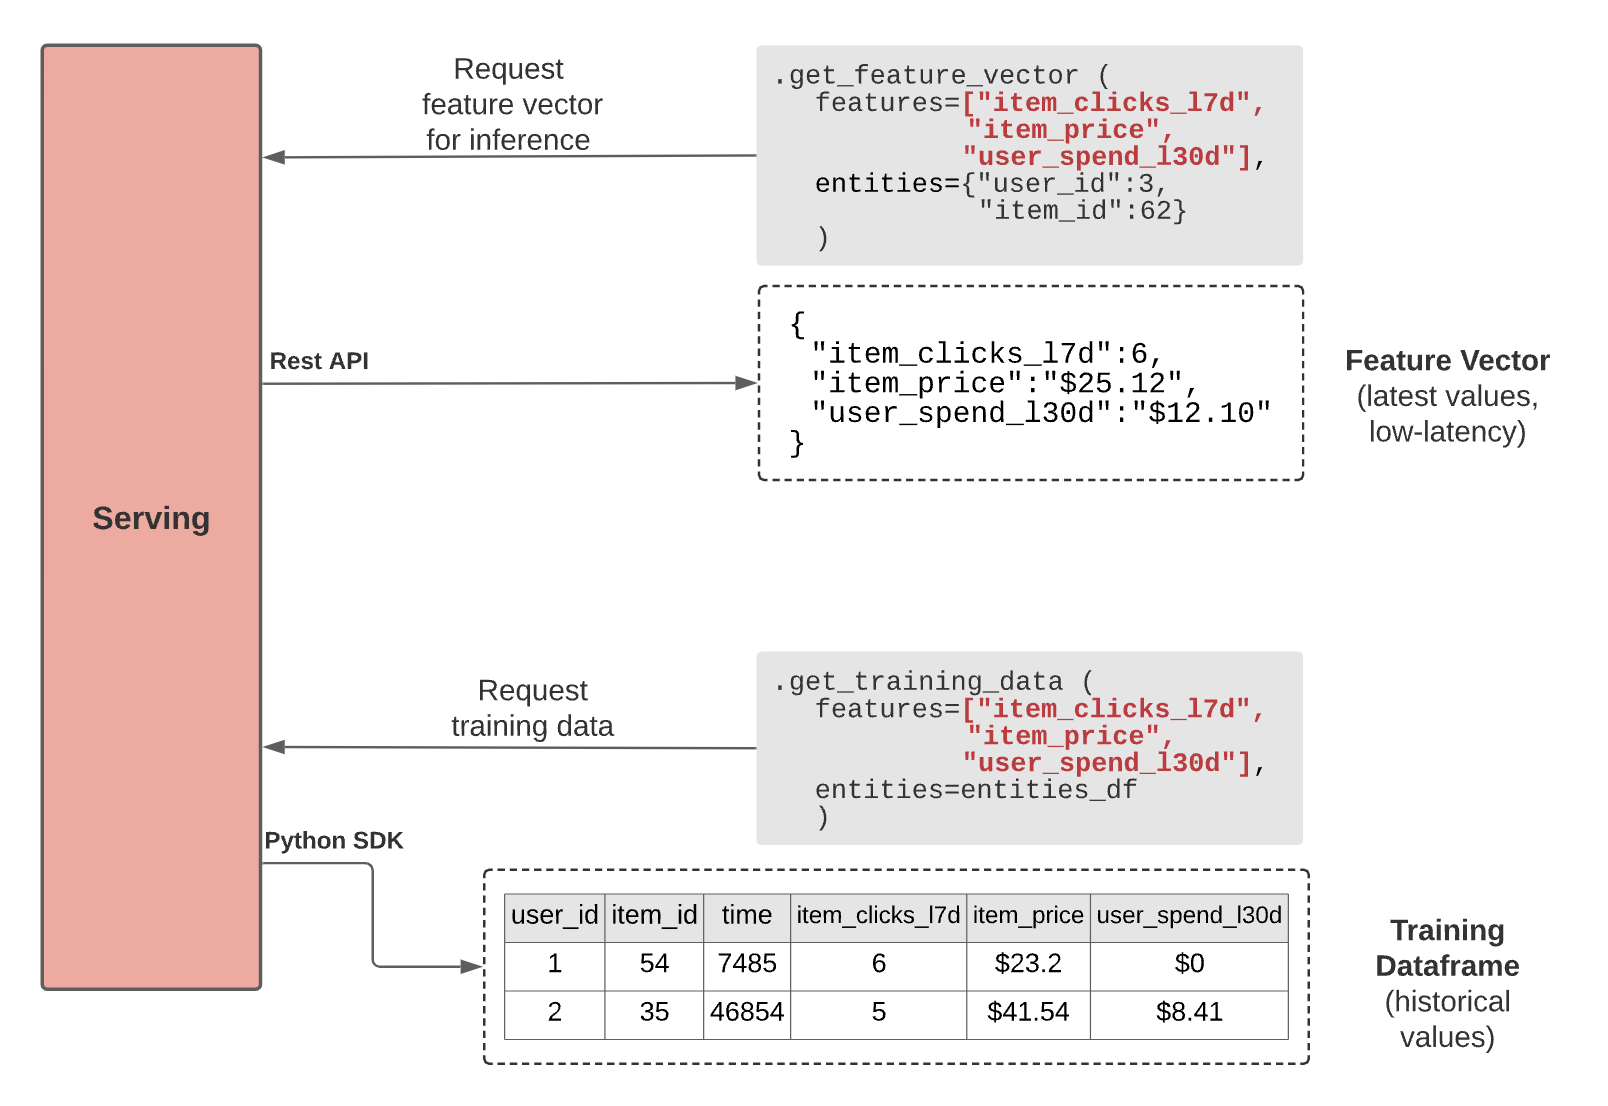 Serving
Request
feature vector
for inference
.get_feature_vector (
features=["item_clicks_l7d",
"item_price",
"user_spend_l30d"],
entities={"user_id":3,
"item_id":62}
)
Rest API
{
"item_clicks_l7d":6,
"item_price":"$25.12",
"user_spend_l30d":"$12.10"
}
Feature Vector
(latest values,
low-latency)
Request
training data
.get_training_data (
features=["item_clicks_l7d",
"item_price",
"user_spend_l30d"],
entities=entities_df
)
Python SDK
user_id item_id time item_clicks_l7d item_price user_spend_l30d
1 54 7485 6 $23.2 $0
2 35 46854 5 $41.54 $8.41
Training
Dataframe
(historical
values)